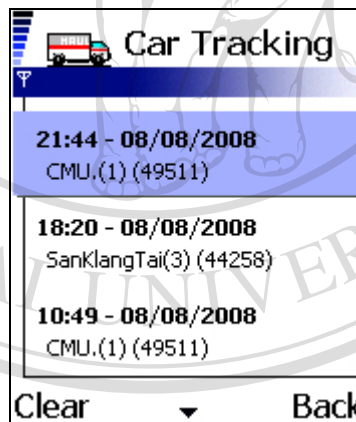 HAUL
Car Tracking
21:44 - 08/08/2008
CMU.(1) (49511)
18:20 - 08/08/2008
SanKlangTai(3) (44258)
10:49 - 08/08/2008
CMU.(1) (49511)
Clear Back